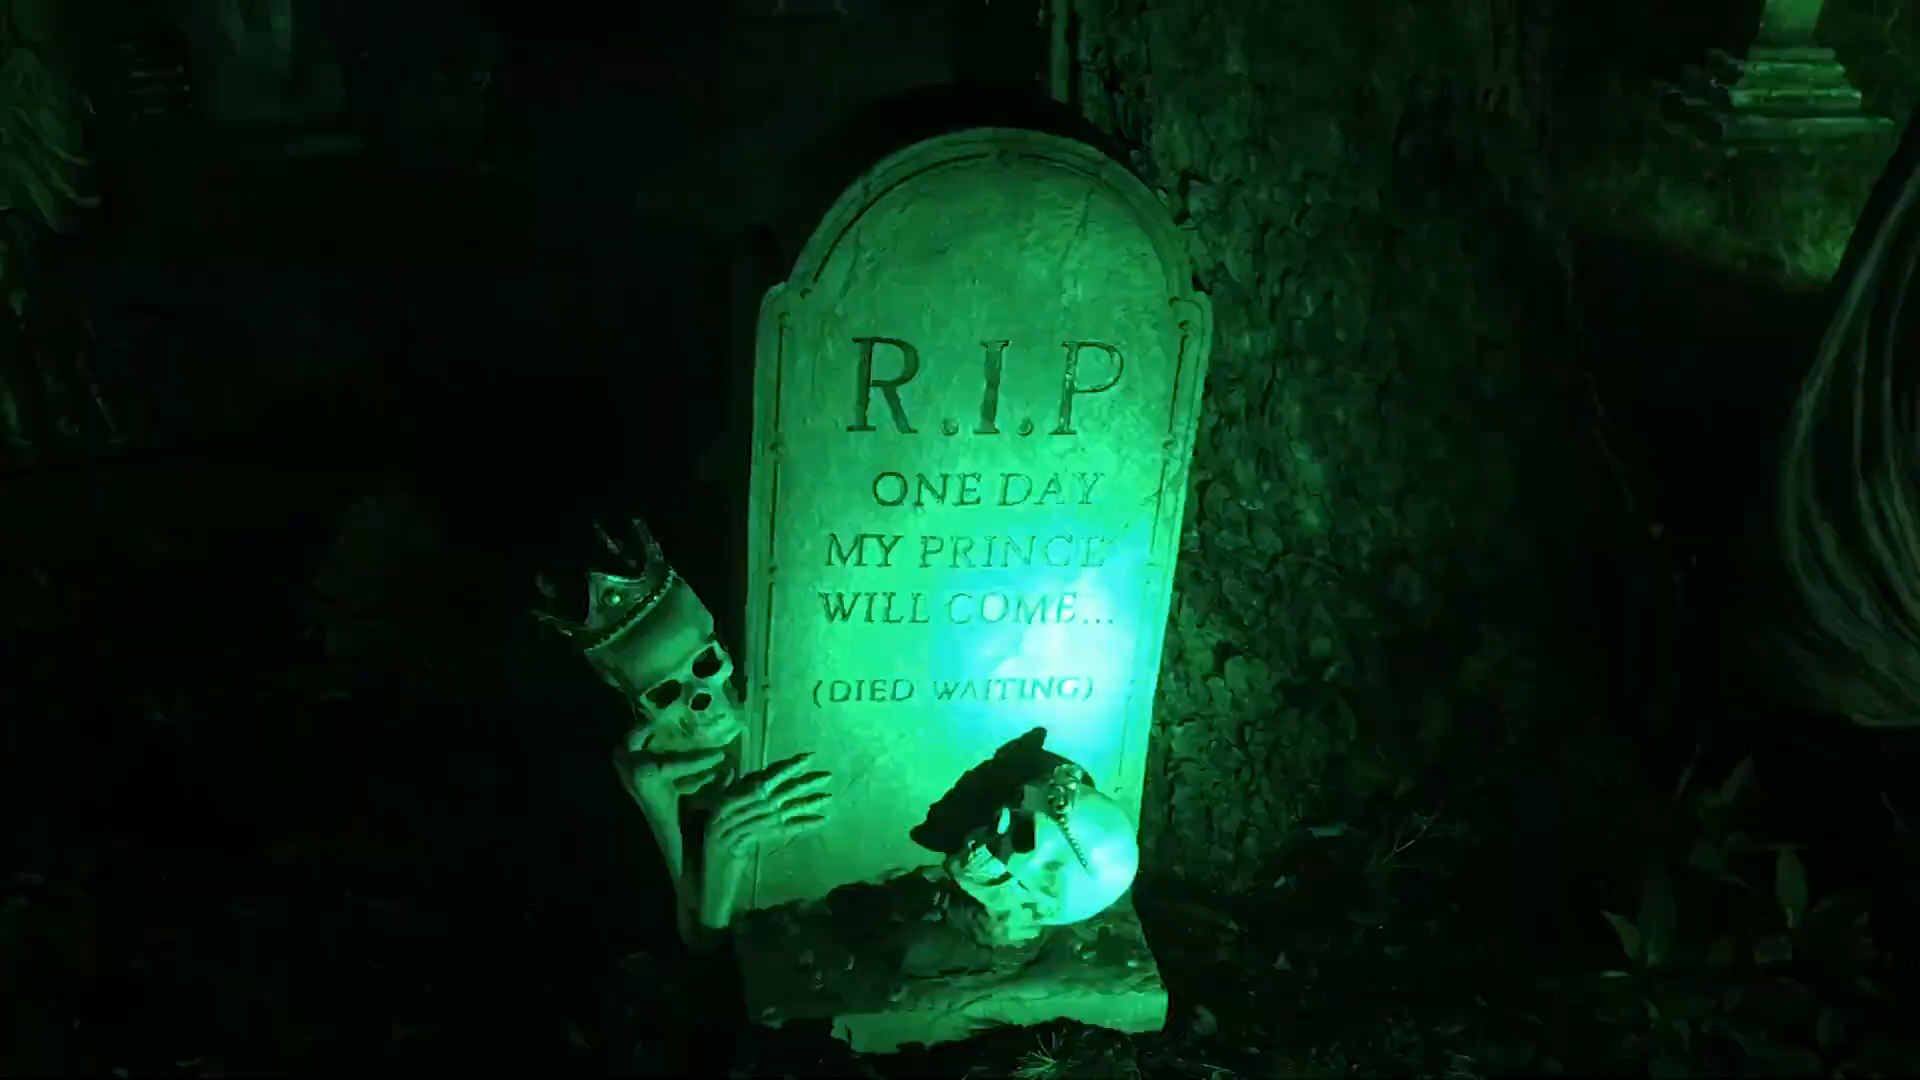 R.I.P
ONE DAY
MY PRINCE
WILL COME...
(DIED WAITING)